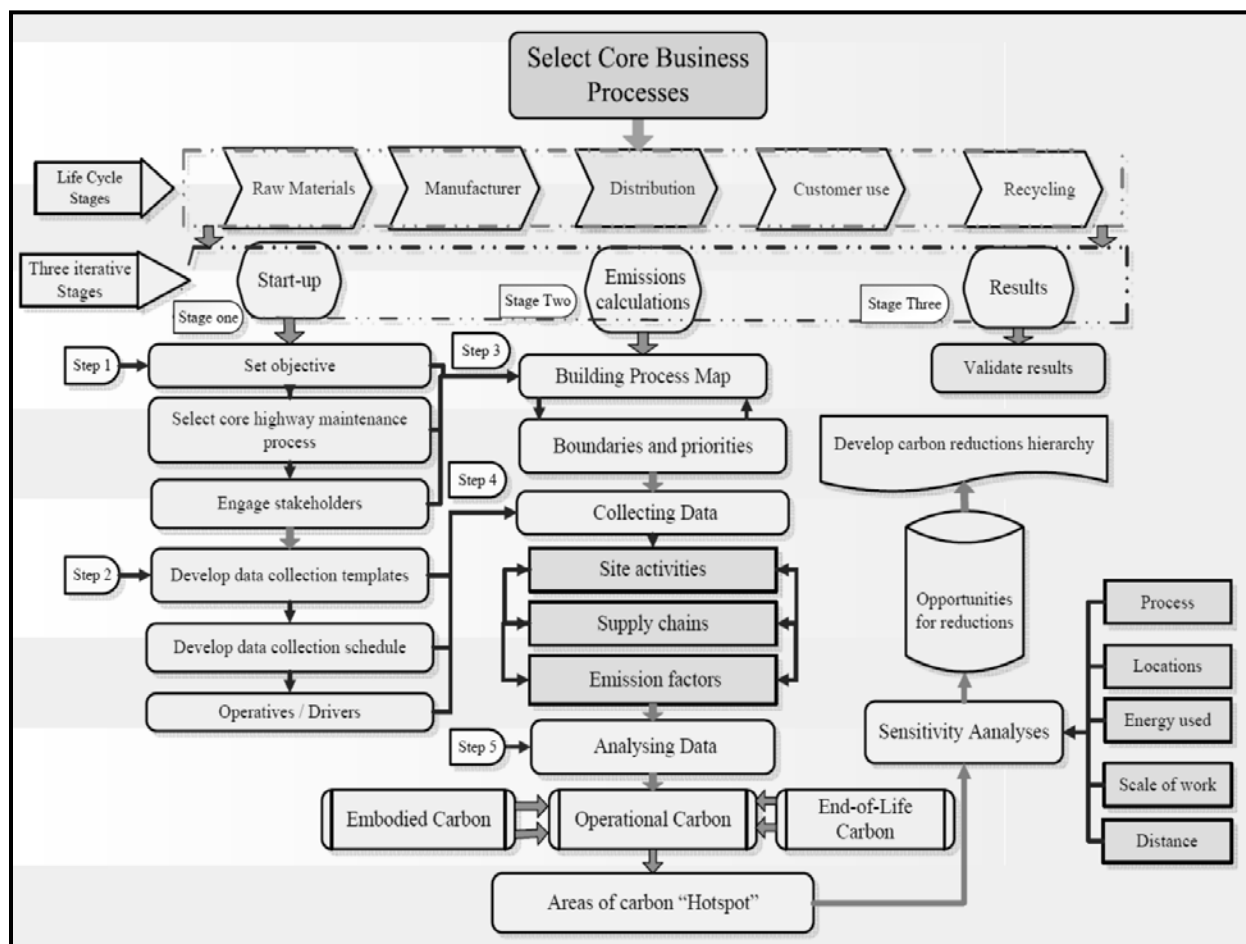 Select Core Business
Processes
Life Cycle
Stages
Raw Materials
Manufacturer
Distribution
Customer use
Recycling
Three iterative
Stages
Start-up
Emissions
calculations
Results
Stage one
Stage Two
Stage Three
Step 1
Set objective
Step 3
Building Process Map
Validate results
Select core highway maintenance
process
Boundaries and priorities
Develop carbon reductions hierarchy
Engage stakeholders
Step 4
Collecting Data
Step 2
Develop data collection templates
Site activities
Opportunities
for reductions
Process
Develop data collection schedule
Supply chains
Locations
Operatives / Drivers
Emission factors
Energy used
Step 5
Analysing Data
Sensitivity Aanalyses
Scale of work
Embodied Carbon
Operational Carbon
End-of-Life
Carbon
Distance
Areas of carbon “Hotspot”